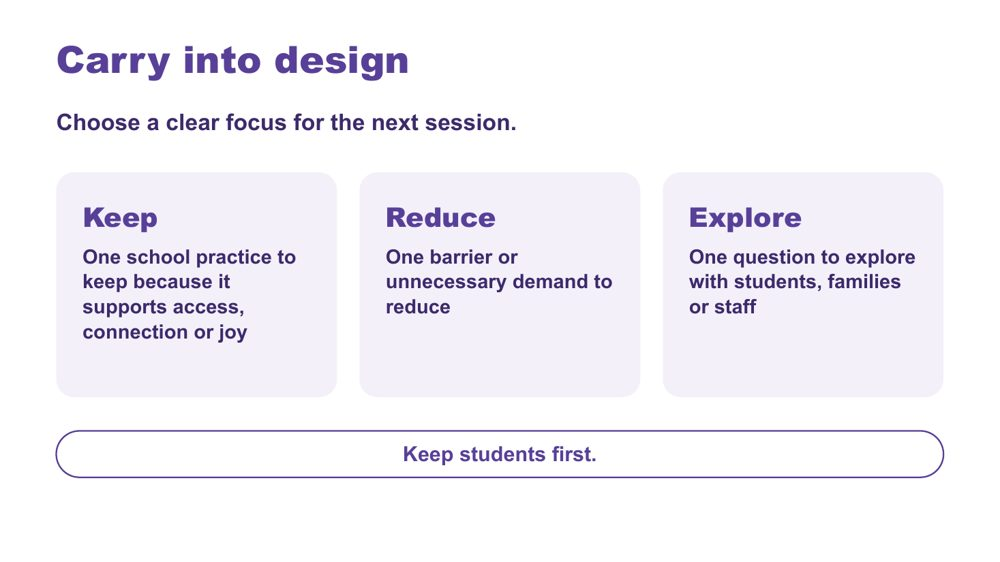 Carry into design
Choose a clear focus for the next session.
Keep
One school practice to
keep because it
supports access,
connection or joy
Reduce
One barrier or
unnecessary demand to
reduce
Explore
One question to explore
with students, families
or staff
Keep students first.